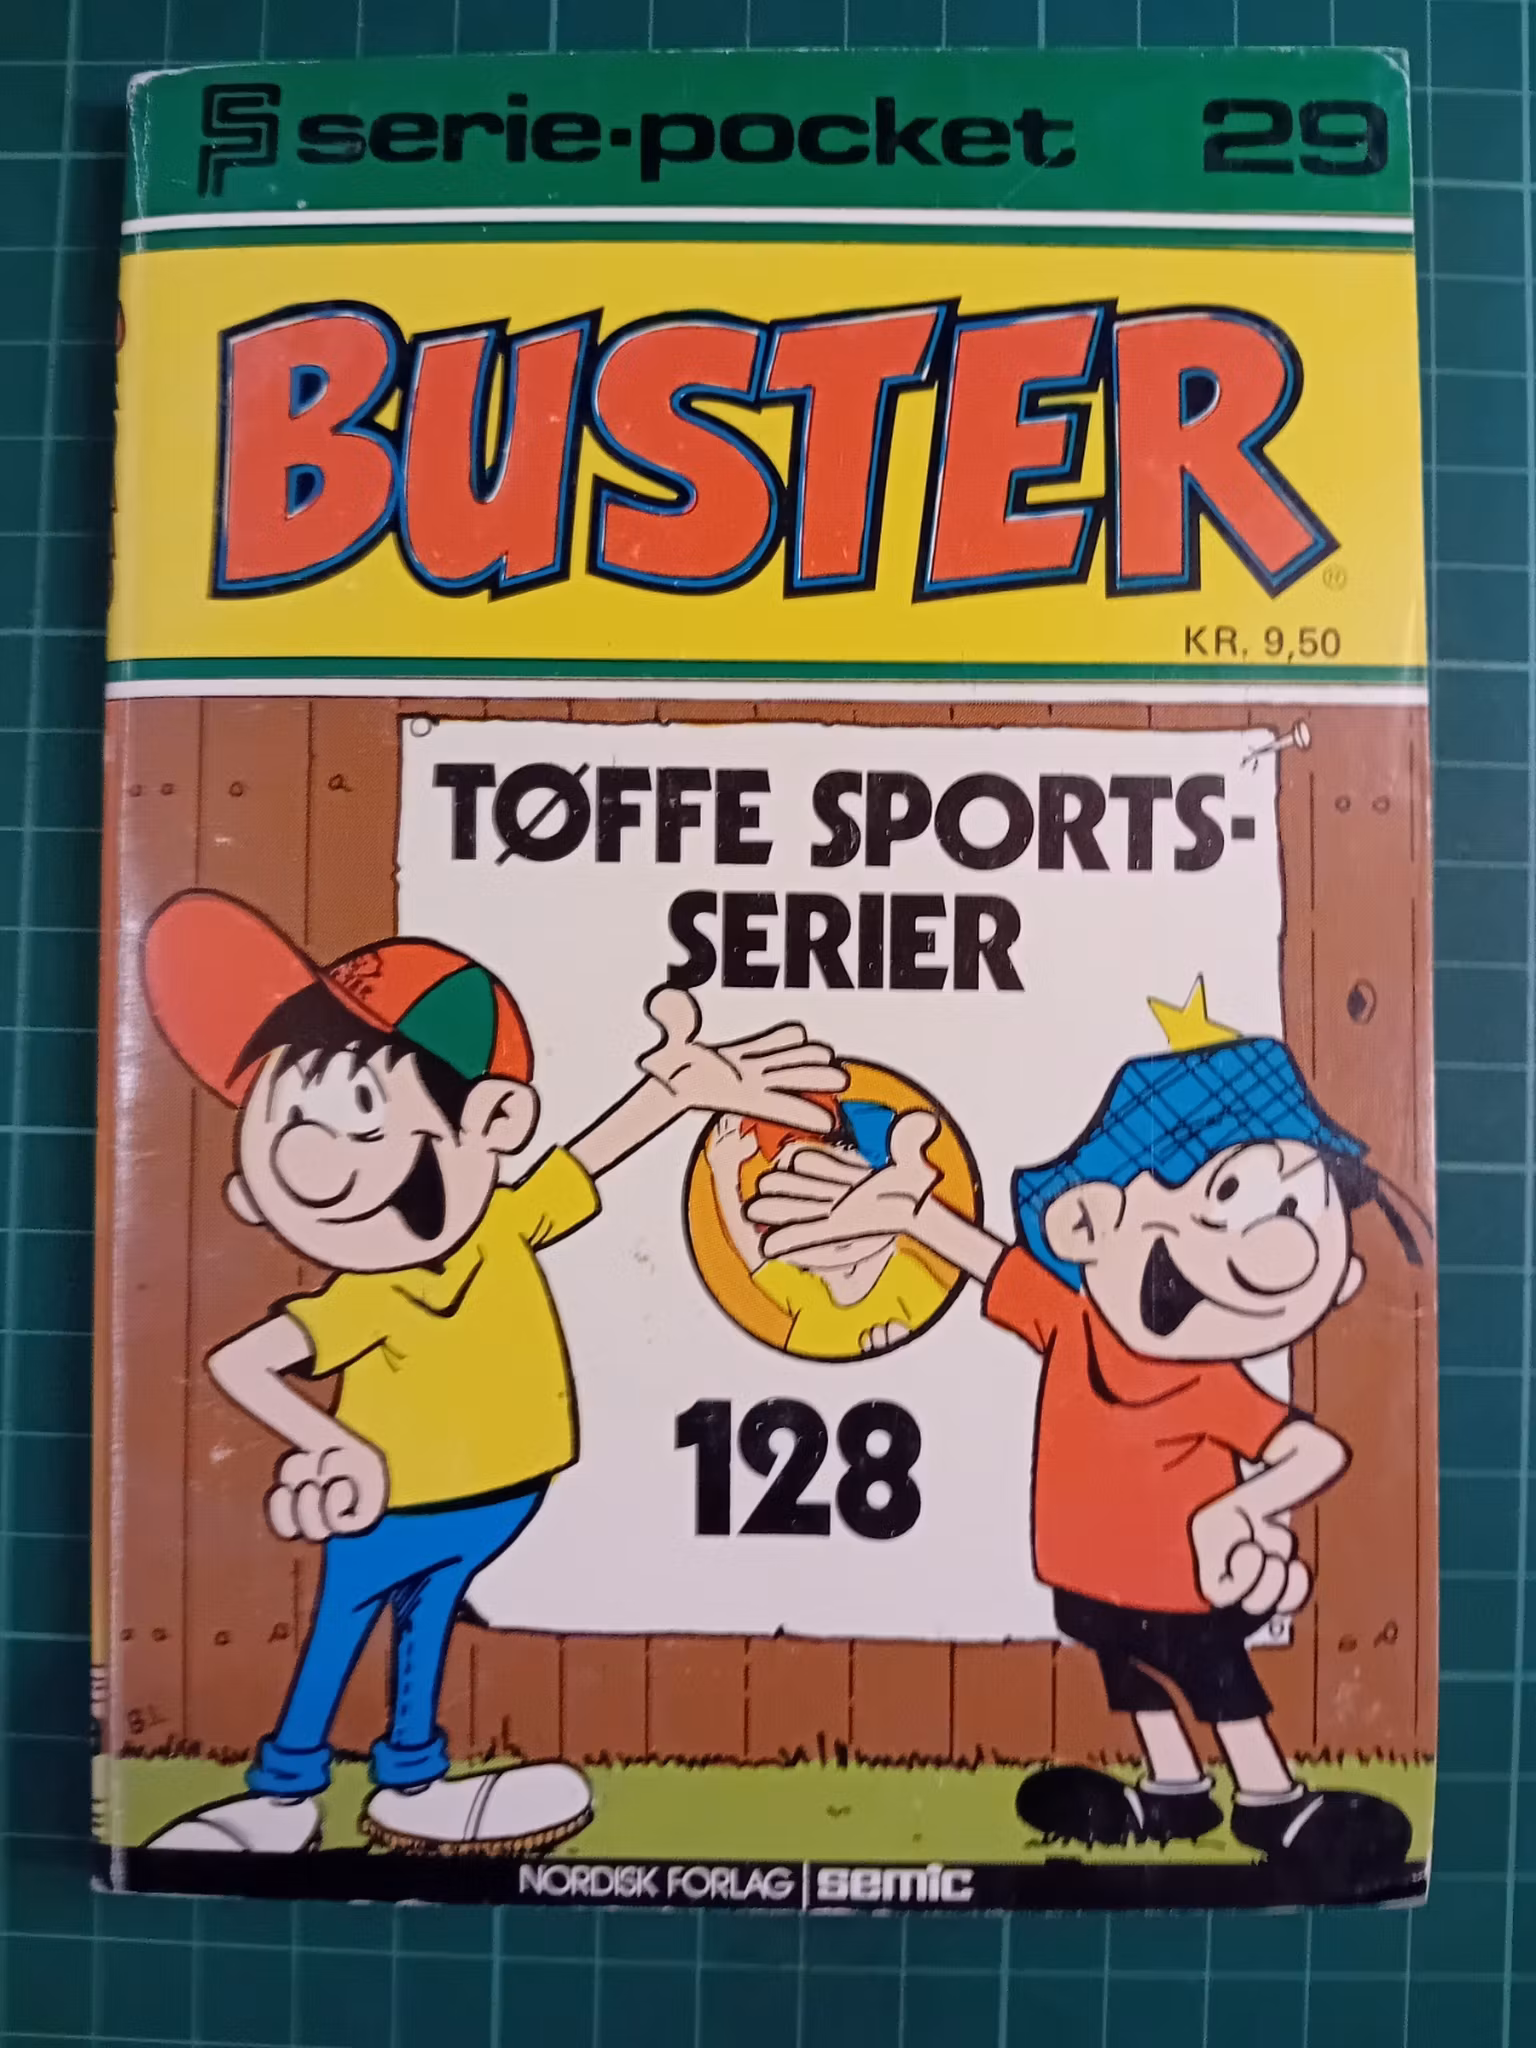 serie-pocket 29
BUSTER
KR. 9,50
TØFFE SPORTS-
SERIER
128
NORDISK FORLAG | semic